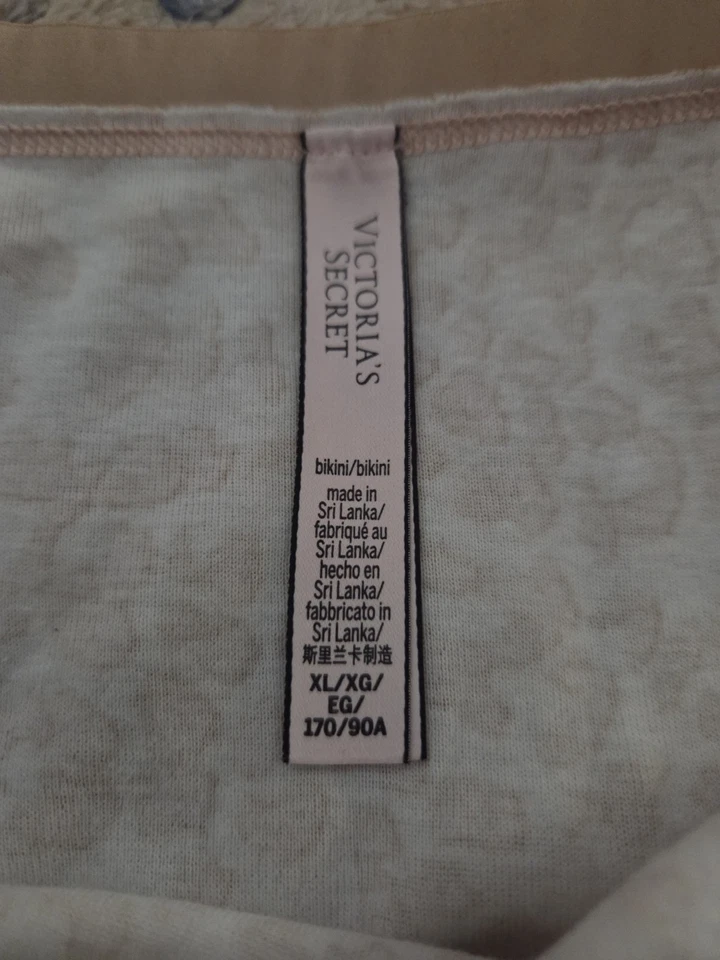 VICTORIA'S
SECRET
bikini/bikini
made in
Sri Lanka/
fabriqué au
Sri Lanka/
hecho en
Sri Lanka/
fabbricato in
Sri Lanka/
斯里兰卡制造
XL/XG/
EG/
170/90A